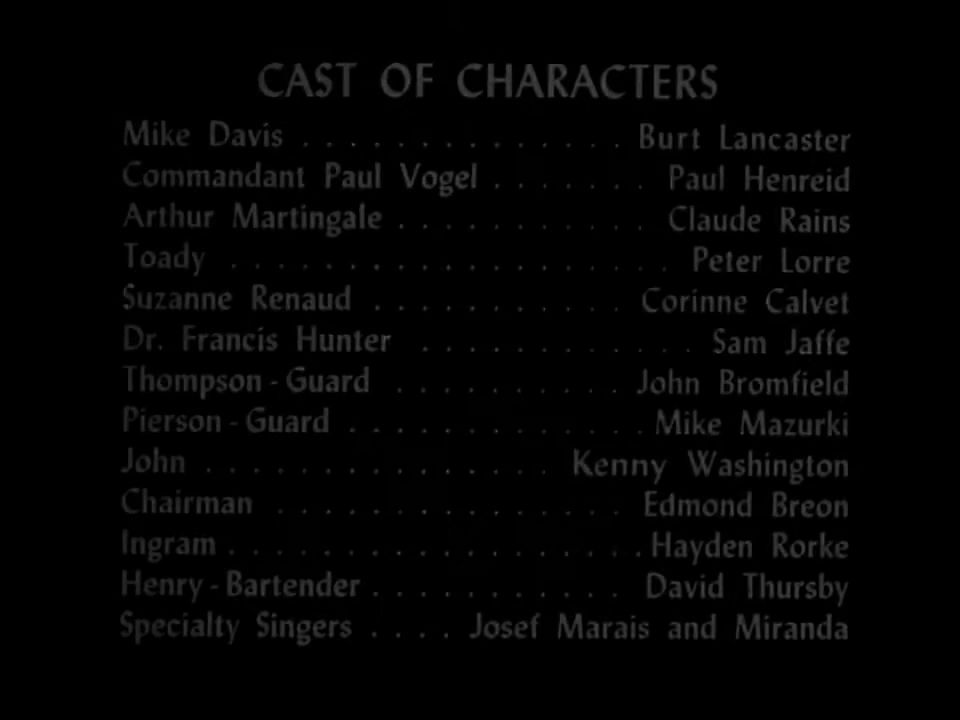 CAST OF CHARACTERS
Mike Davis . . . . . . . . . . . . . . Burt Lancaster
Commandant Paul Vogel . . . . . . . Paul Henreid
Arthur Martingale . . . . . . . . . . . Claude Rains
Toady . . . . . . . . . . . . . . . . . . . Peter Lorre
Suzanne Renaud . . . . . . . . . . . Corinne Calvet
Dr. Francis Hunter . . . . . . . . . . . . Sam Jaffe
Thompson - Guard . . . . . . . . . . John Bromfield
Pierson - Guard . . . . . . . . . . . . . Mike Mazurki
John . . . . . . . . . . . . . . . Kenny Washington
Chairman . . . . . . . . . . . . . . . Edmond Breon
Ingram . . . . . . . . . . . . . . . . . . Hayden Rorke
Henry - Bartender . . . . . . . . . . . David Thursby
Specialty Singers . . . . Josef Marais and Miranda